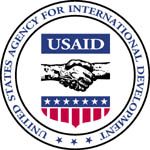 UNITED STATES AGENCY FOR INTERNATIONAL DEVELOPMENT
USAID